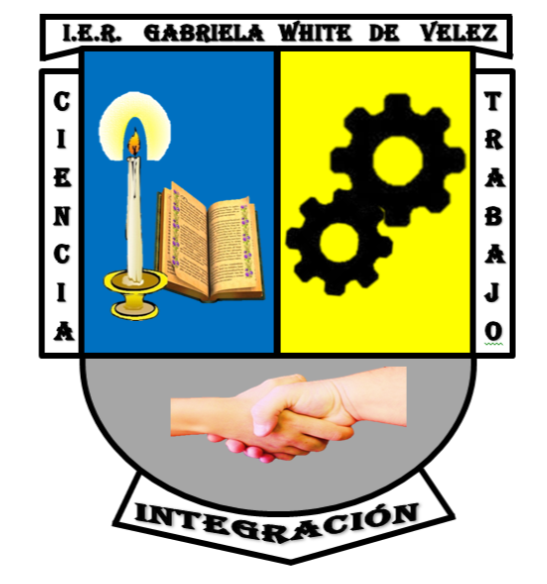 I.E.R. GABRIELA WHITE DE VELEZ
CIENCIA
TRABAJO
INTEGRACIÓN